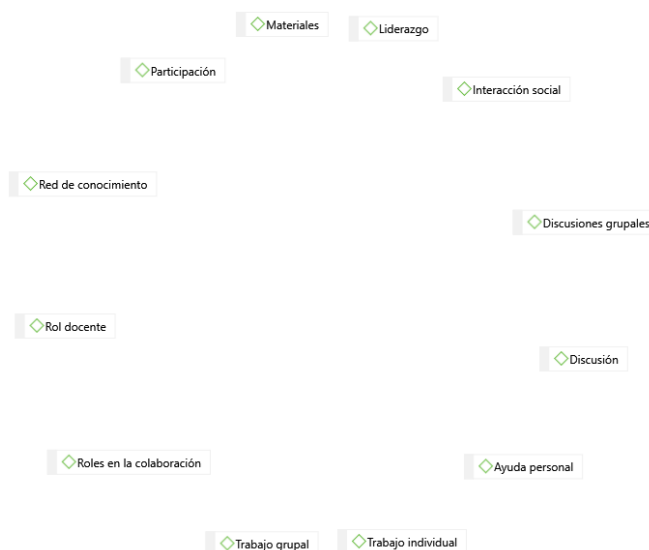 Materiales
Liderazgo
Participación
Interacción social
Red de conocimiento
Discusiones grupales
Rol docente
Discusión
Roles en la colaboración
Ayuda personal
Trabajo grupal
Trabajo individual